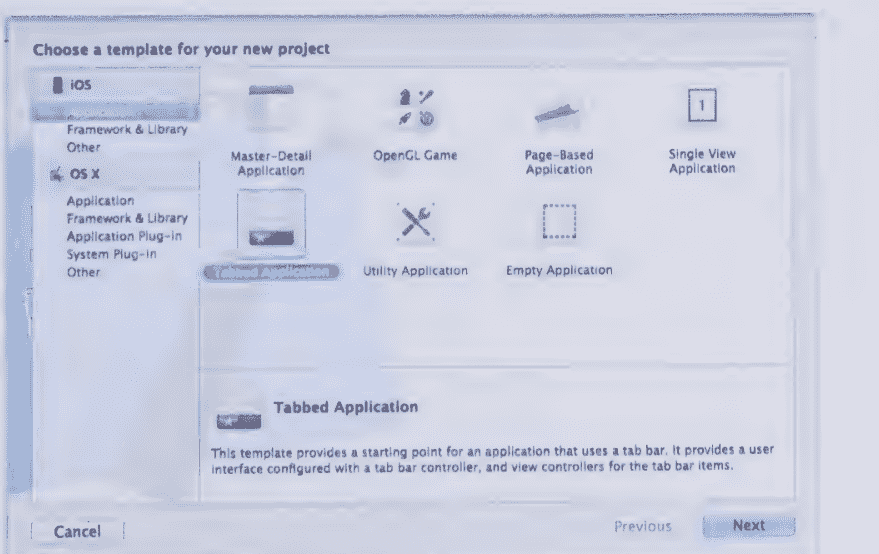 Choose a template for your new project
iOS
Framework & Library
Other
OS X
Application
Framework & Library
Application Plug-in
System Plug-in
Other
Master-Detail
Application
OpenGL Game
Page-Based
Application
1
Single View
Application
Tabbed Application
Utility Application
Empty Application
Tabbed Application
This template provides a starting point for an application that uses a tab bar. It provides a user
interface configured with a tab bar controller, and view controllers for the tab bar items.
Cancel
Previous
Next